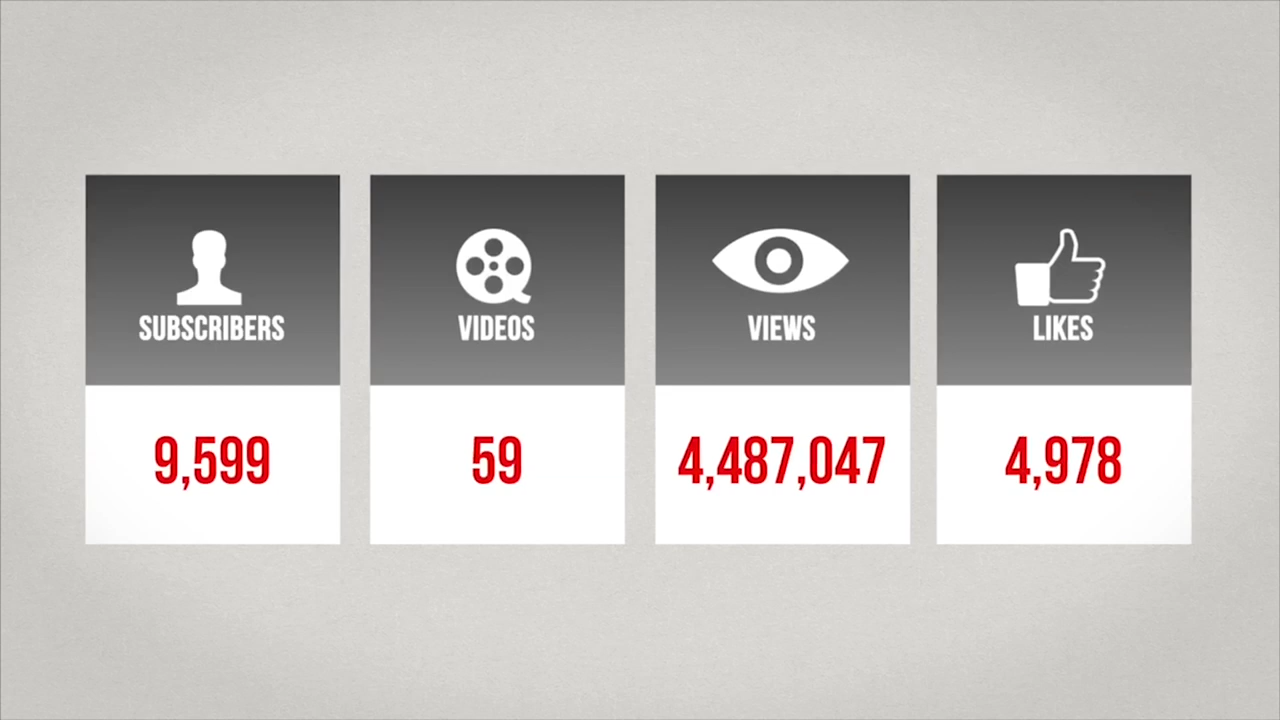 SUBSCRIBERS
9,599
VIDEOS
59
VIEWS
4,487,047
LIKES
4,978